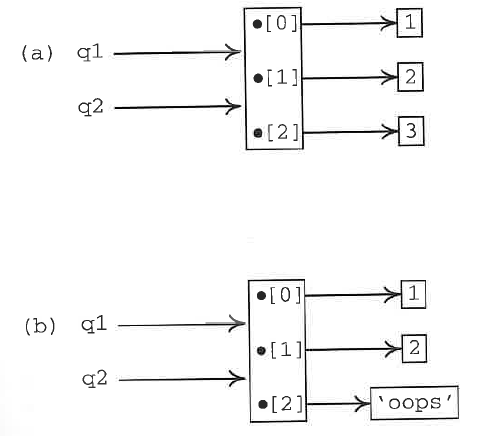 •[0] 1
(a) q1
•[1] 2
q2
•[2] 3
•[0] 1
(b) q1
•[1] 2
q2
•[2] 'oops'